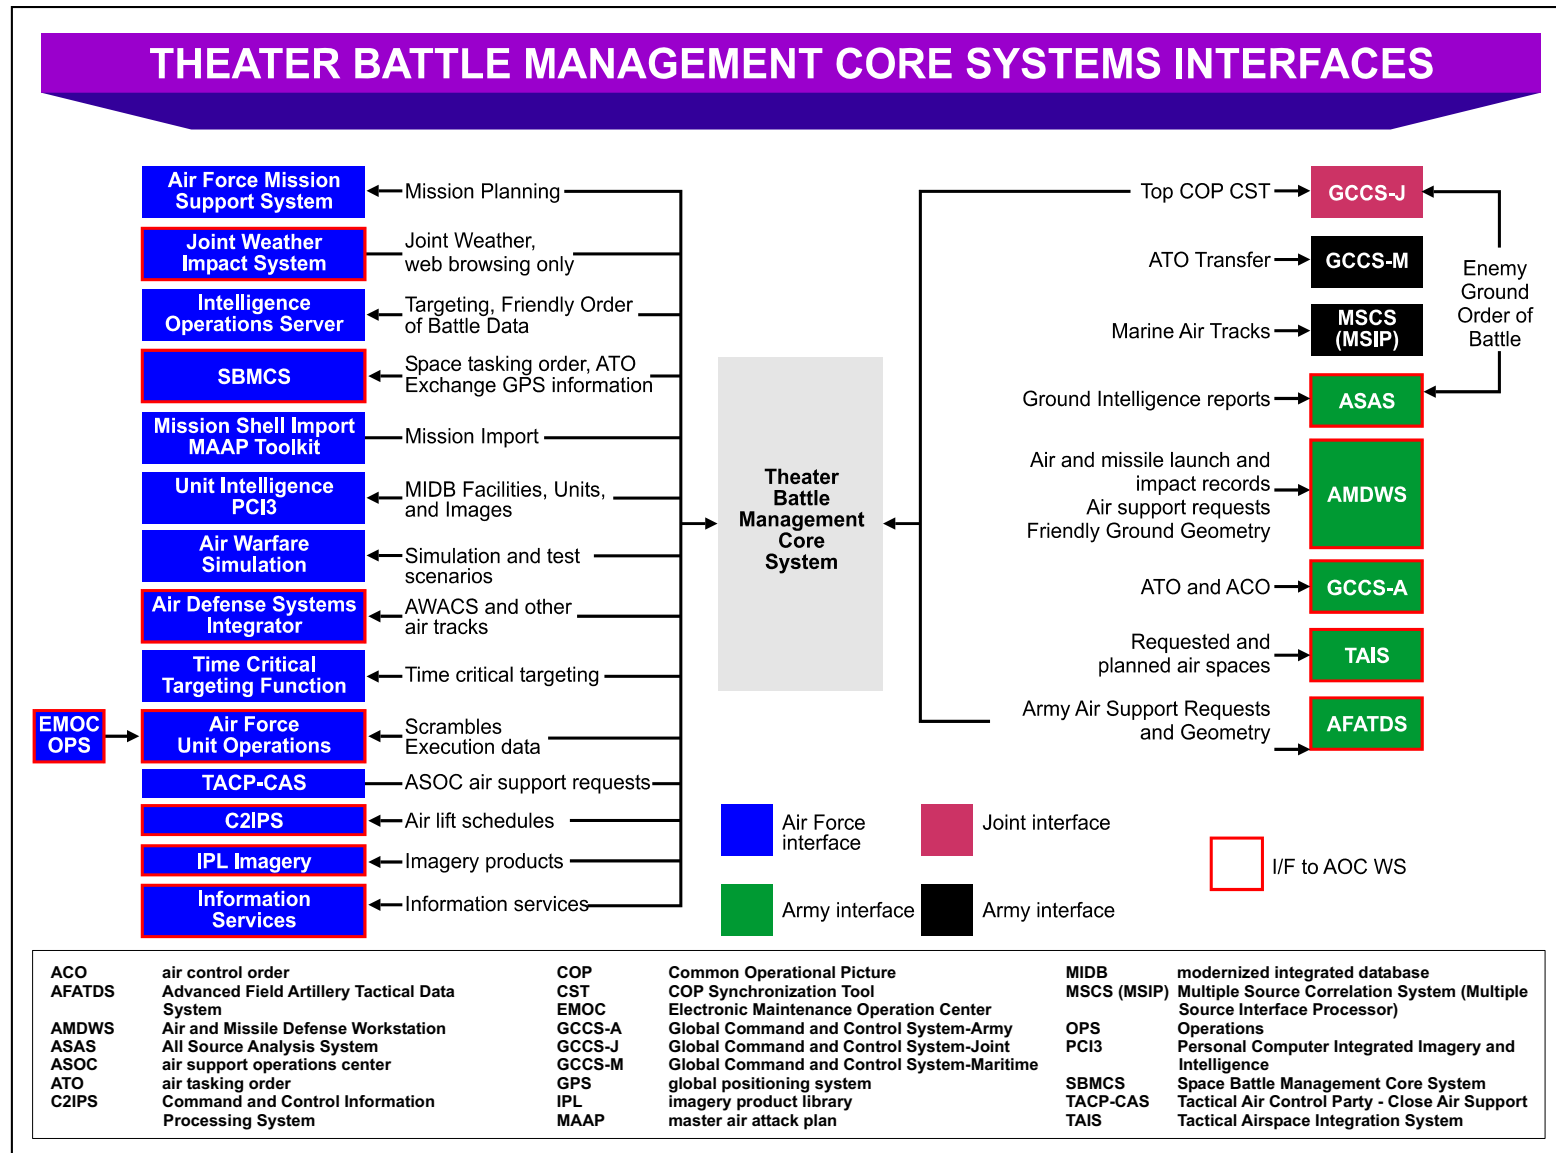 THEATER BATTLE MANAGEMENT CORE SYSTEMS INTERFACES
Air Force Mission
Support System
Mission Planning
Joint Weather
Impact System
Joint Weather,
web browsing only
Intelligence
Operations Server
Targeting, Friendly Order
of Battle Data
SBMCS
Space tasking order, ATO
Exchange GPS information
Mission Shell Import
MAAP Toolkit
Mission Import
Unit Intelligence
PCI3
MIDB Facilities, Units,
and Images
Air Warfare
Simulation
Simulation and test
scenarios
Air Defense Systems
Integrator
AWACS and other
air tracks
Time Critical
Targeting Function
Time critical targeting
EMOC
OPS
Air Force
Unit Operations
Scrambles
Execution data
TACP-CAS
ASOC air support requests
C2IPS
Air lift schedules
IPL Imagery
Imagery products
Information
Services
Information services
Theater
Battle
Management
Core
System
Top COP CST
GCCS-J
ATO Transfer
GCCS-M
Marine Air Tracks
MSCS
(MSIP)
Enemy
Ground
Order of
Battle
Ground Intelligence reports
ASAS
Air and missile launch and
impact records
Air support requests
Friendly Ground Geometry
AMDWS
ATO and ACO
GCCS-A
Requested and
planned air spaces
TAIS
Army Air Support Requests
and Geometry
AFATDS
Air Force
interface
Joint interface
Army interface
Army interface
I/F to AOC WS
ACO air control order
AFATDS Advanced Field Artillery Tactical Data
System
AMDWS Air and Missile Defense Workstation
ASAS All Source Analysis System
ASOC air support operations center
ATO air tasking order
C2IPS Command and Control Information
Processing System
COP Common Operational Picture
CST COP Synchronization Tool
EMOC Electronic Maintenance Operation Center
GCCS-A Global Command and Control System-Army
GCCS-J Global Command and Control System-Joint
GCCS-M Global Command and Control System-Maritime
GPS global positioning system
IPL imagery product library
MAAP master air attack plan
MIDB modernized integrated database
MSCS (MSIP) Multiple Source Correlation System (Multiple
Source Interface Processor)
OPS Operations
PCI3 Personal Computer Integrated Imagery and
Intelligence
SBMCS Space Battle Management Core System
TACP-CAS Tactical Air Control Party - Close Air Support
TAIS Tactical Airspace Integration System